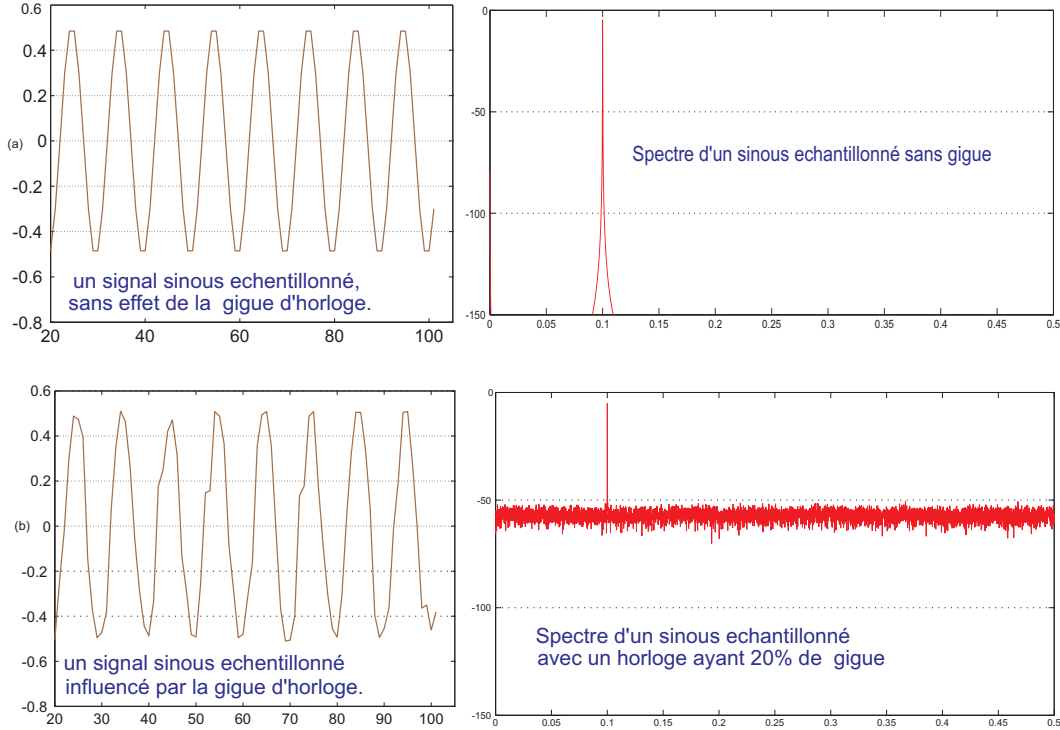 0.6
0.4
0.2
(a) 0
-0.2
-0.4
-0.6
-0.8
20 40 60 80 100
un signal sinous echentillonné,
sans effet de la gigue d'horloge.
0
-50
-100
-150
0 0.05 0.1 0.15 0.2 0.25 0.3 0.35 0.4 0.45 0.5
Spectre d'un sinous echantillonné sans gigue
0.6
0.4
0.2
(b) 0
-0.2
-0.4
-0.6
-0.8
20 30 40 50 60 70 80 90 100
un signal sinous echentillonné
influencé par la gigue d'horloge.
0
-50
-100
-150
0 0.05 0.1 0.15 0.2 0.25 0.3 0.35 0.4 0.45 0.5
Spectre d'un sinous echantillonné
avec un horloge ayant 20% de gigue